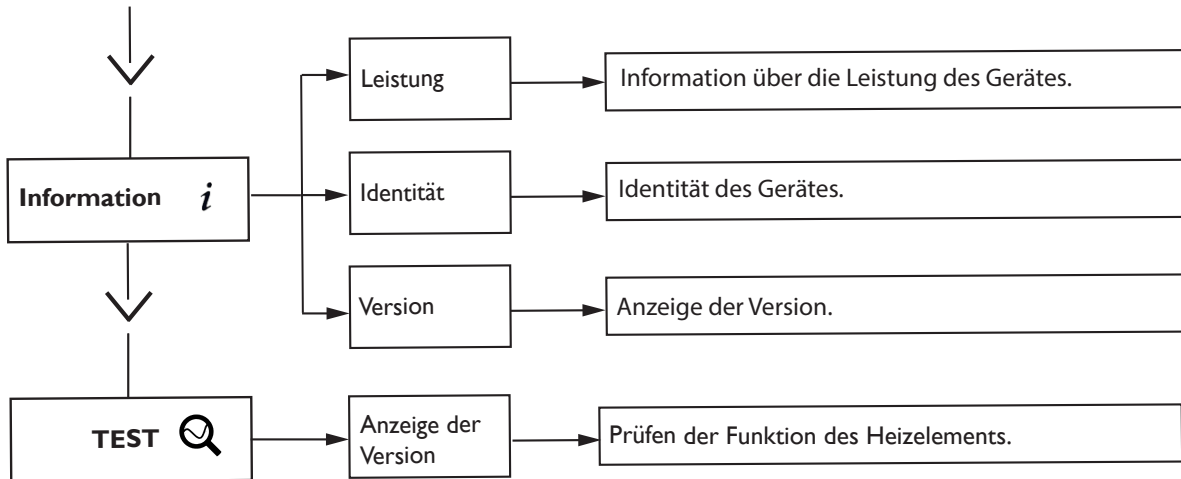 Leistung
Information über die Leistung des Gerätes.
Information i
Identität
Identität des Gerätes.
Version
Anzeige der Version.
TEST
Anzeige der
Version
Prüfen der Funktion des Heizelements.